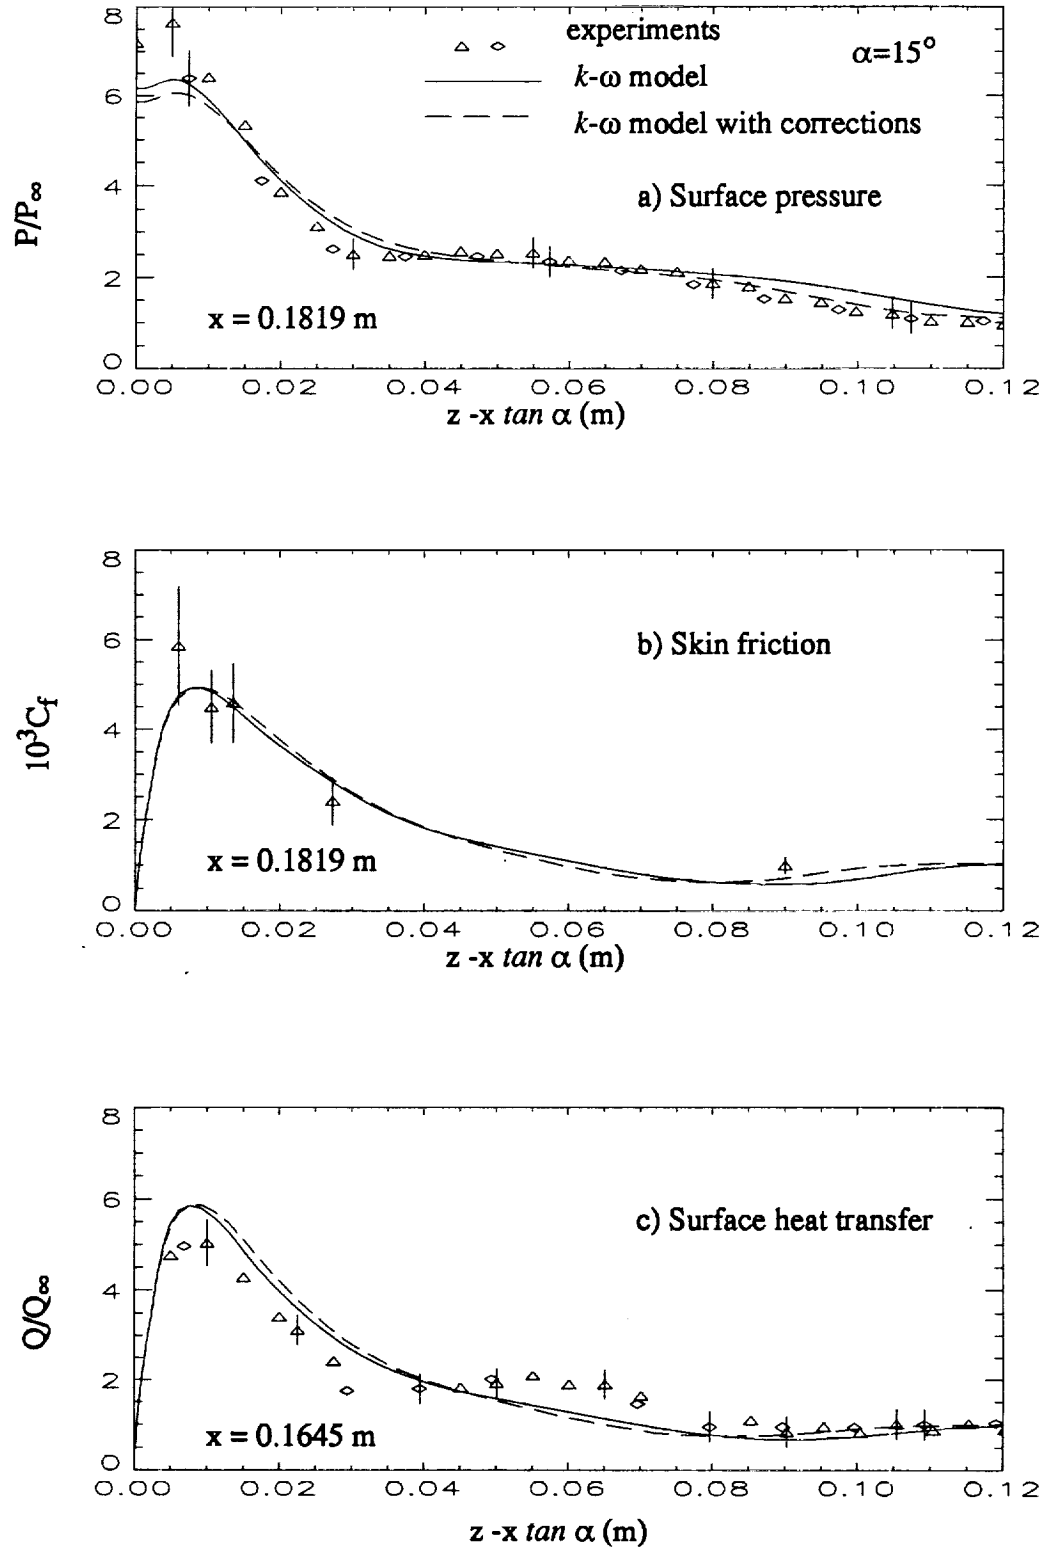 experiments
α=15°
k-ω model
k-ω model with corrections
a) Surface pressure
x = 0.1819 m
P/P∞
8
6
4
2
0
0.00 0.02 0.04 0.06 0.08 0.10 0.12
z -x tan α (m)
b) Skin friction
x = 0.1819 m
10³C_f
8
6
4
2
0
0.00 0.02 0.04 0.06 0.08 0.10 0.12
z -x tan α (m)
c) Surface heat transfer
x = 0.1645 m
Q/Q∞
8
6
4
2
0
0.00 0.02 0.04 0.06 0.08 0.10 0.12
z -x tan α (m)